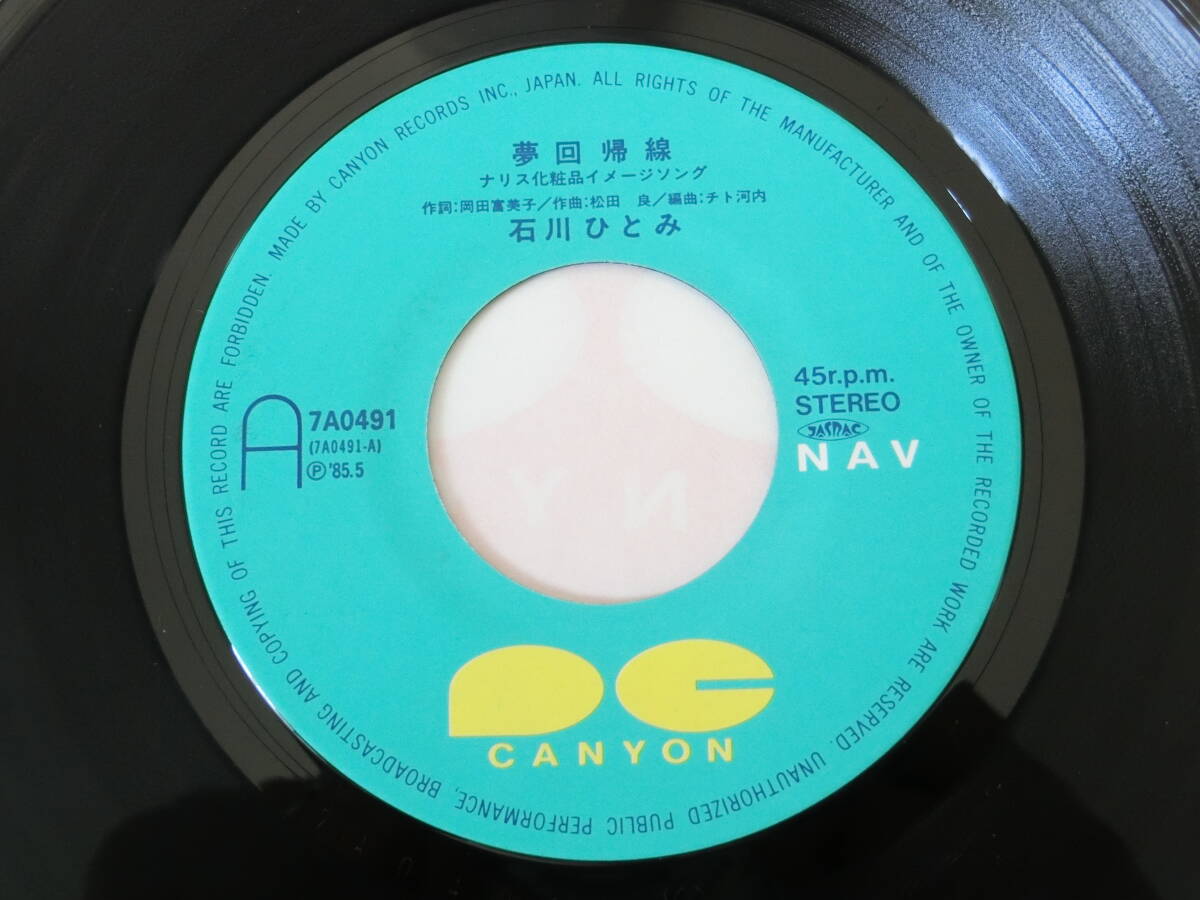 夢回帰線
ナリス化粧品イメージソング
作詞:岡田富美子/作曲:松田 良/編曲:チト河内
石川ひとみ
A
7A0491
(7A0491-A)
Ⓟ'85.5
45r.p.m.
STEREO
JASRAC
NAV
CANYON
MADE BY CANYON RECORDS INC., JAPAN. ALL RIGHTS OF THE MANUFACTURER AND OF THE OWNER OF THE RECORDED WORK ARE RESERVED. UNAUTHORIZED PUBLIC PERFORMANCE, BROADCASTING AND COPYING OF THIS RECORD ARE FORBIDDEN.